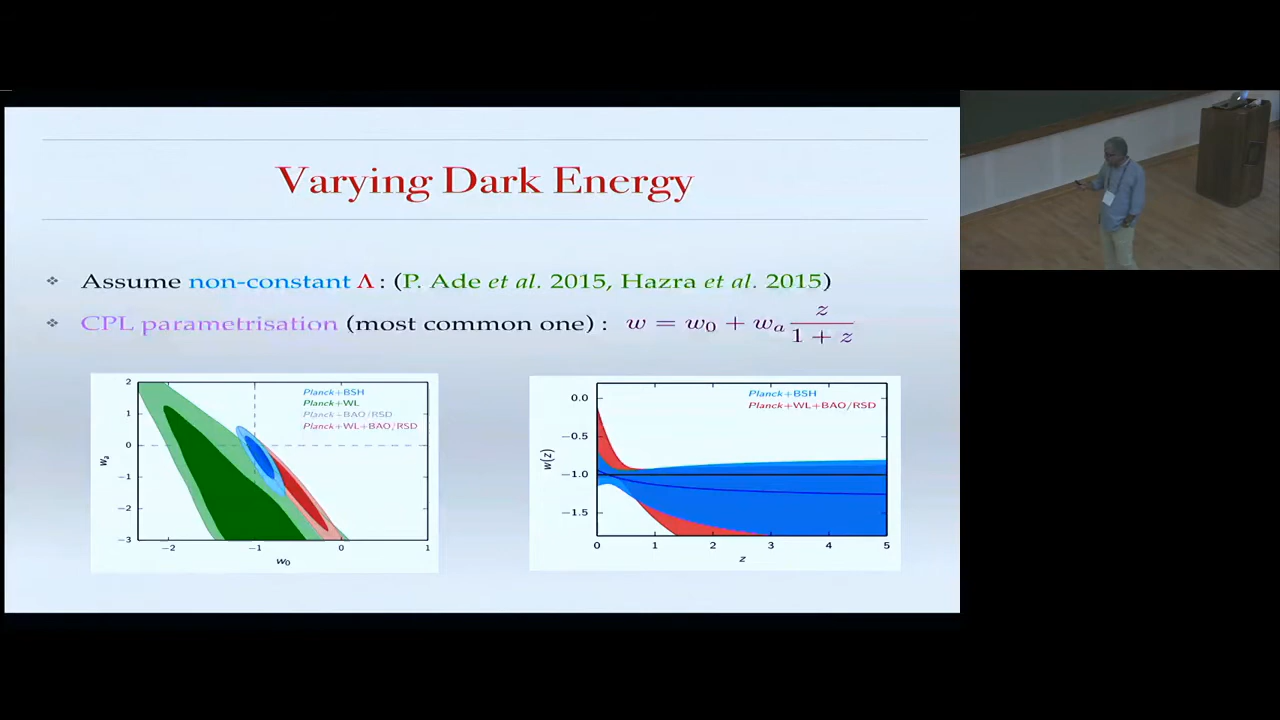 Varying Dark Energy
❖ Assume non-constant Λ : (P. Ade et al. 2015, Hazra et al. 2015)
❖ CPL parametrisation (most common one) : w = w₀ + wₐ z / (1 + z)
Planck+BSH
Planck+WL
Planck+BAO/RSD
Planck+WL+BAO/RSD
2
1
0
−1
−2
−3
wₐ
−2 −1 0 1
w₀
Planck+BSH
Planck+WL+BAO/RSD
0.0
−0.5
−1.0
−1.5
w(z)
0 1 2 3 4 5
z